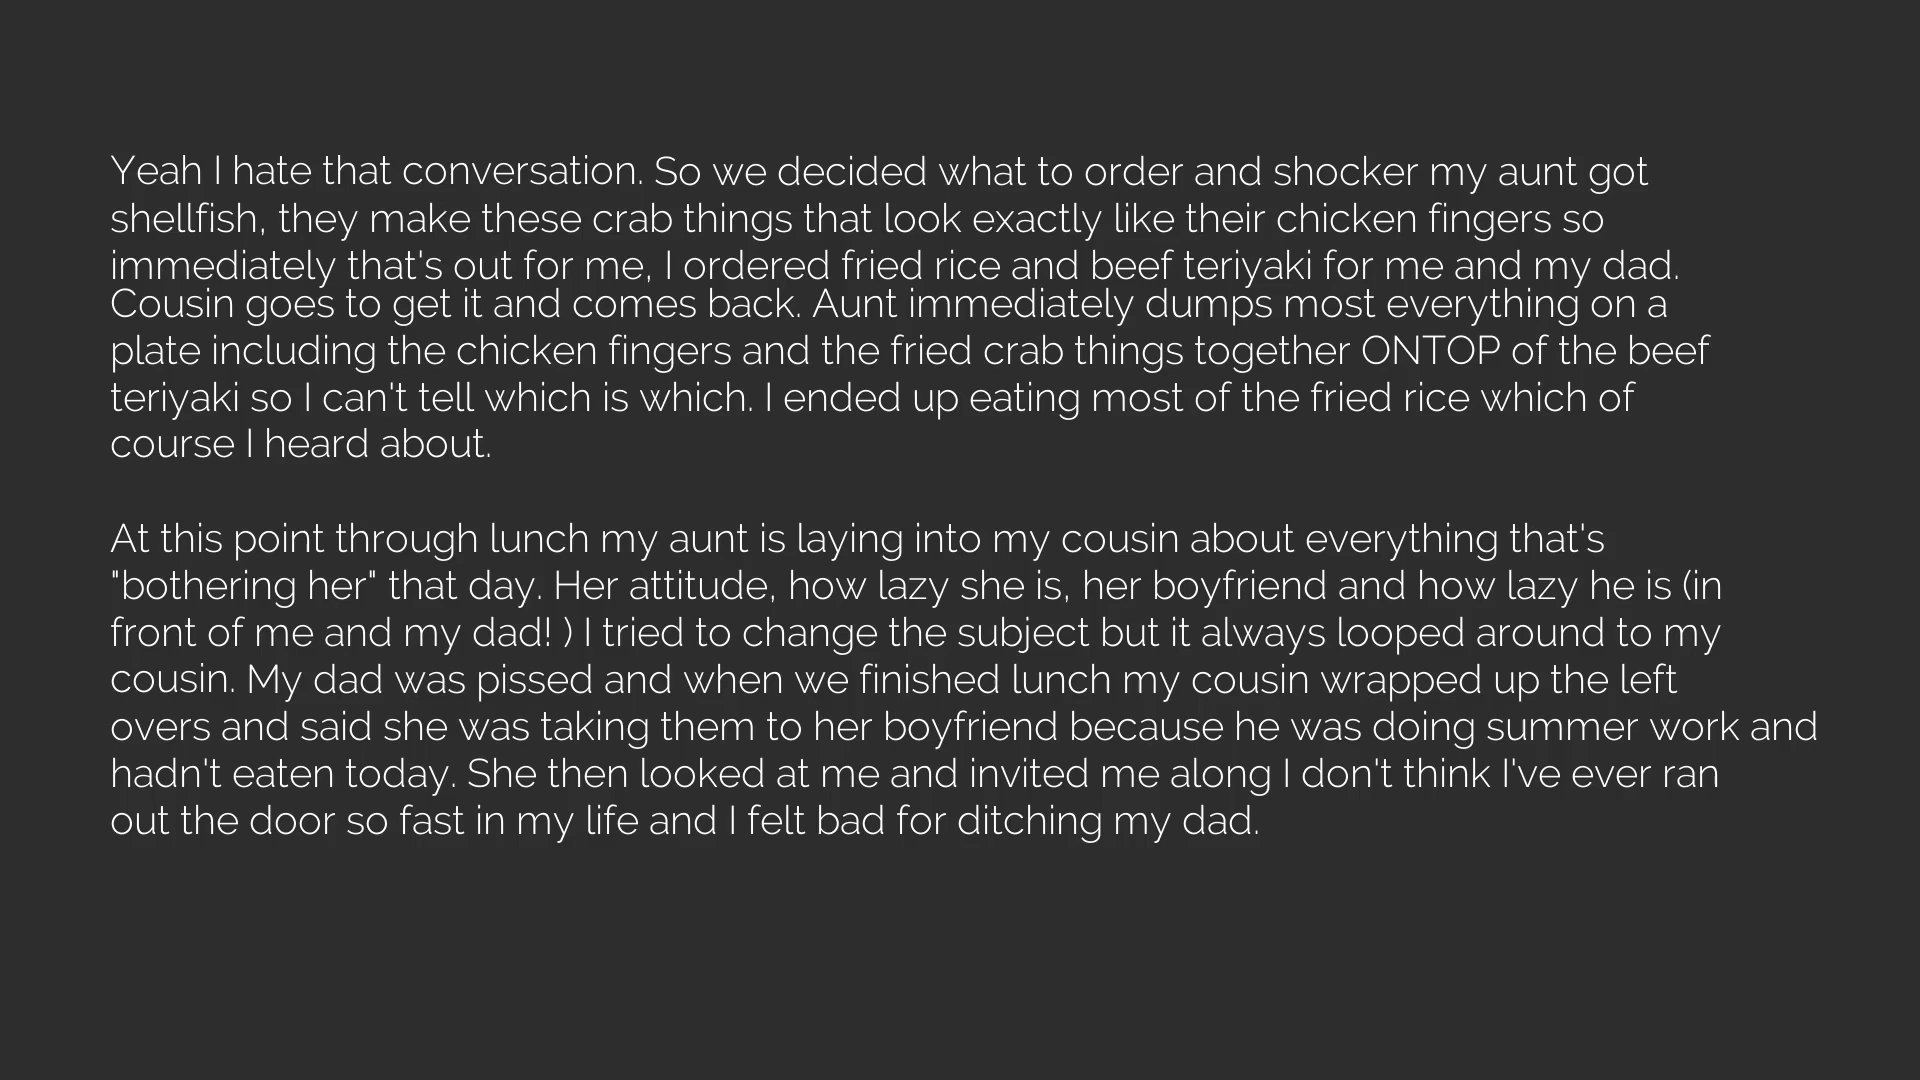 Yeah I hate that conversation. So we decided what to order and shocker my aunt got
shellfish, they make these crab things that look exactly like their chicken fingers so
immediately that's out for me, I ordered fried rice and beef teriyaki for me and my dad.
Cousin goes to get it and comes back. Aunt immediately dumps most everything on a
plate including the chicken fingers and the fried crab things together ONTOP of the beef
teriyaki so I can't tell which is which. I ended up eating most of the fried rice which of
course I heard about.

At this point through lunch my aunt is laying into my cousin about everything that's
"bothering her" that day. Her attitude, how lazy she is, her boyfriend and how lazy he is (in
front of me and my dad! ) I tried to change the subject but it always looped around to my
cousin. My dad was pissed and when we finished lunch my cousin wrapped up the left
overs and said she was taking them to her boyfriend because he was doing summer work and
hadn't eaten today. She then looked at me and invited me along I don't think I've ever ran
out the door so fast in my life and I felt bad for ditching my dad.